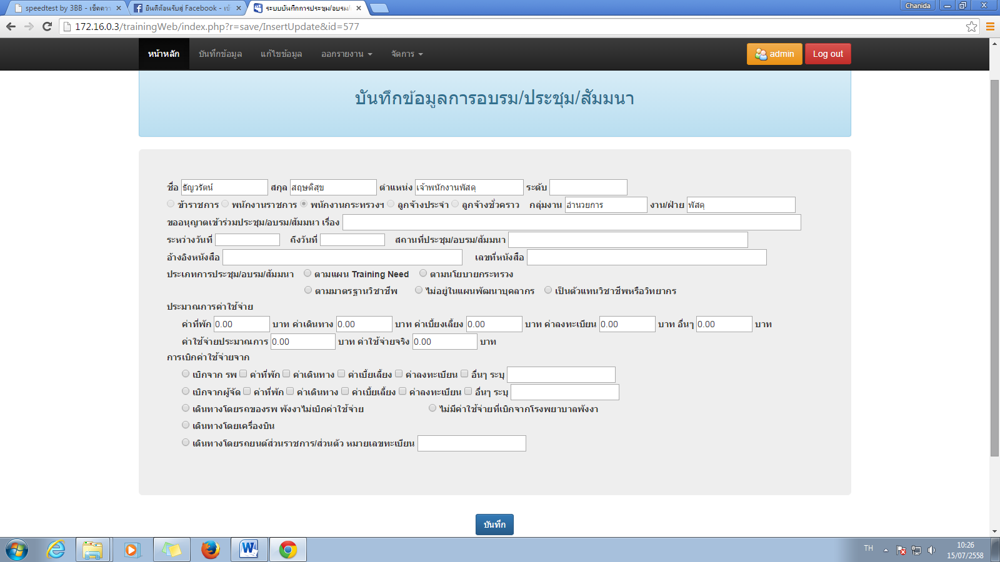 speedtest by 3BB - เช็คควา
ยินดีต้อนรับสู่ Facebook - เข้
ระบบบันทึกการประชุม/อบรม/
Chanida
172.16.0.3/trainingWeb/index.php?r=save/InsertUpdate&id=577
หน้าหลัก บันทึกข้อมูล แก้ไขข้อมูล ออกรายงาน จัดการ admin Log out
บันทึกข้อมูลการอบรม/ประชุม/สัมมนา
ชื่อ ธัญวรัตน์ สกุล สฤษดิสุข ตำแหน่ง เจ้าพนักงานพัสดุ ระดับ
ข้าราชการ พนักงานราชการ พนักงานกระทรวงฯ ลูกจ้างประจำ ลูกจ้างชั่วคราว กลุ่มงาน อำนวยการ งาน/ฝ่าย พัสดุ
ขออนุญาตเข้าร่วมประชุม/อบรม/สัมมนา เรื่อง
ระหว่างวันที่ ถึงวันที่ สถานที่ประชุม/อบรม/สัมมนา
อ้างอิงหนังสือ เลขที่หนังสือ
ประเภทการประชุม/อบรม/สัมมนา ตามแผน Training Need ตามนโยบายกระทรวง
ตามมาตรฐานวิชาชีพ ไม่อยู่ในแผนพัฒนาบุคลากร เป็นตัวแทนวิชาชีพหรือวิทยากร
ประมาณการค่าใช้จ่าย
ค่าที่พัก 0.00 บาท ค่าเดินทาง 0.00 บาท ค่าเบี้ยงเลี้ยง 0.00 บาท ค่าลงทะเบียน 0.00 บาท อื่นๆ 0.00 บาท
ค่าใช้จ่ายประมาณการ 0.00 บาท ค่าใช้จ่ายจริง 0.00 บาท
การเบิกค่าใช้จ่ายจาก
เบิกจาก รพ ค่าที่พัก ค่าเดินทาง ค่าเบี้ยเลี้ยง ค่าลงทะเบียน อื่นๆ ระบุ
เบิกจากผู้จัด ค่าที่พัก ค่าเดินทาง ค่าเบี้ยเลี้ยง ค่าลงทะเบียน อื่นๆ ระบุ
เดินทางโดยรถของรพ พังงาไม่เบิกค่าใช้จ่าย ไม่มีค่าใช้จ่ายที่เบิกจากโรงพยาบาลพังงา
เดินทางโดยเครื่องบิน
เดินทางโดยรถยนต์ส่วนราชการ/ส่วนตัว หมายเลขทะเบียน
บันทึก
TH
10:26
15/07/2558